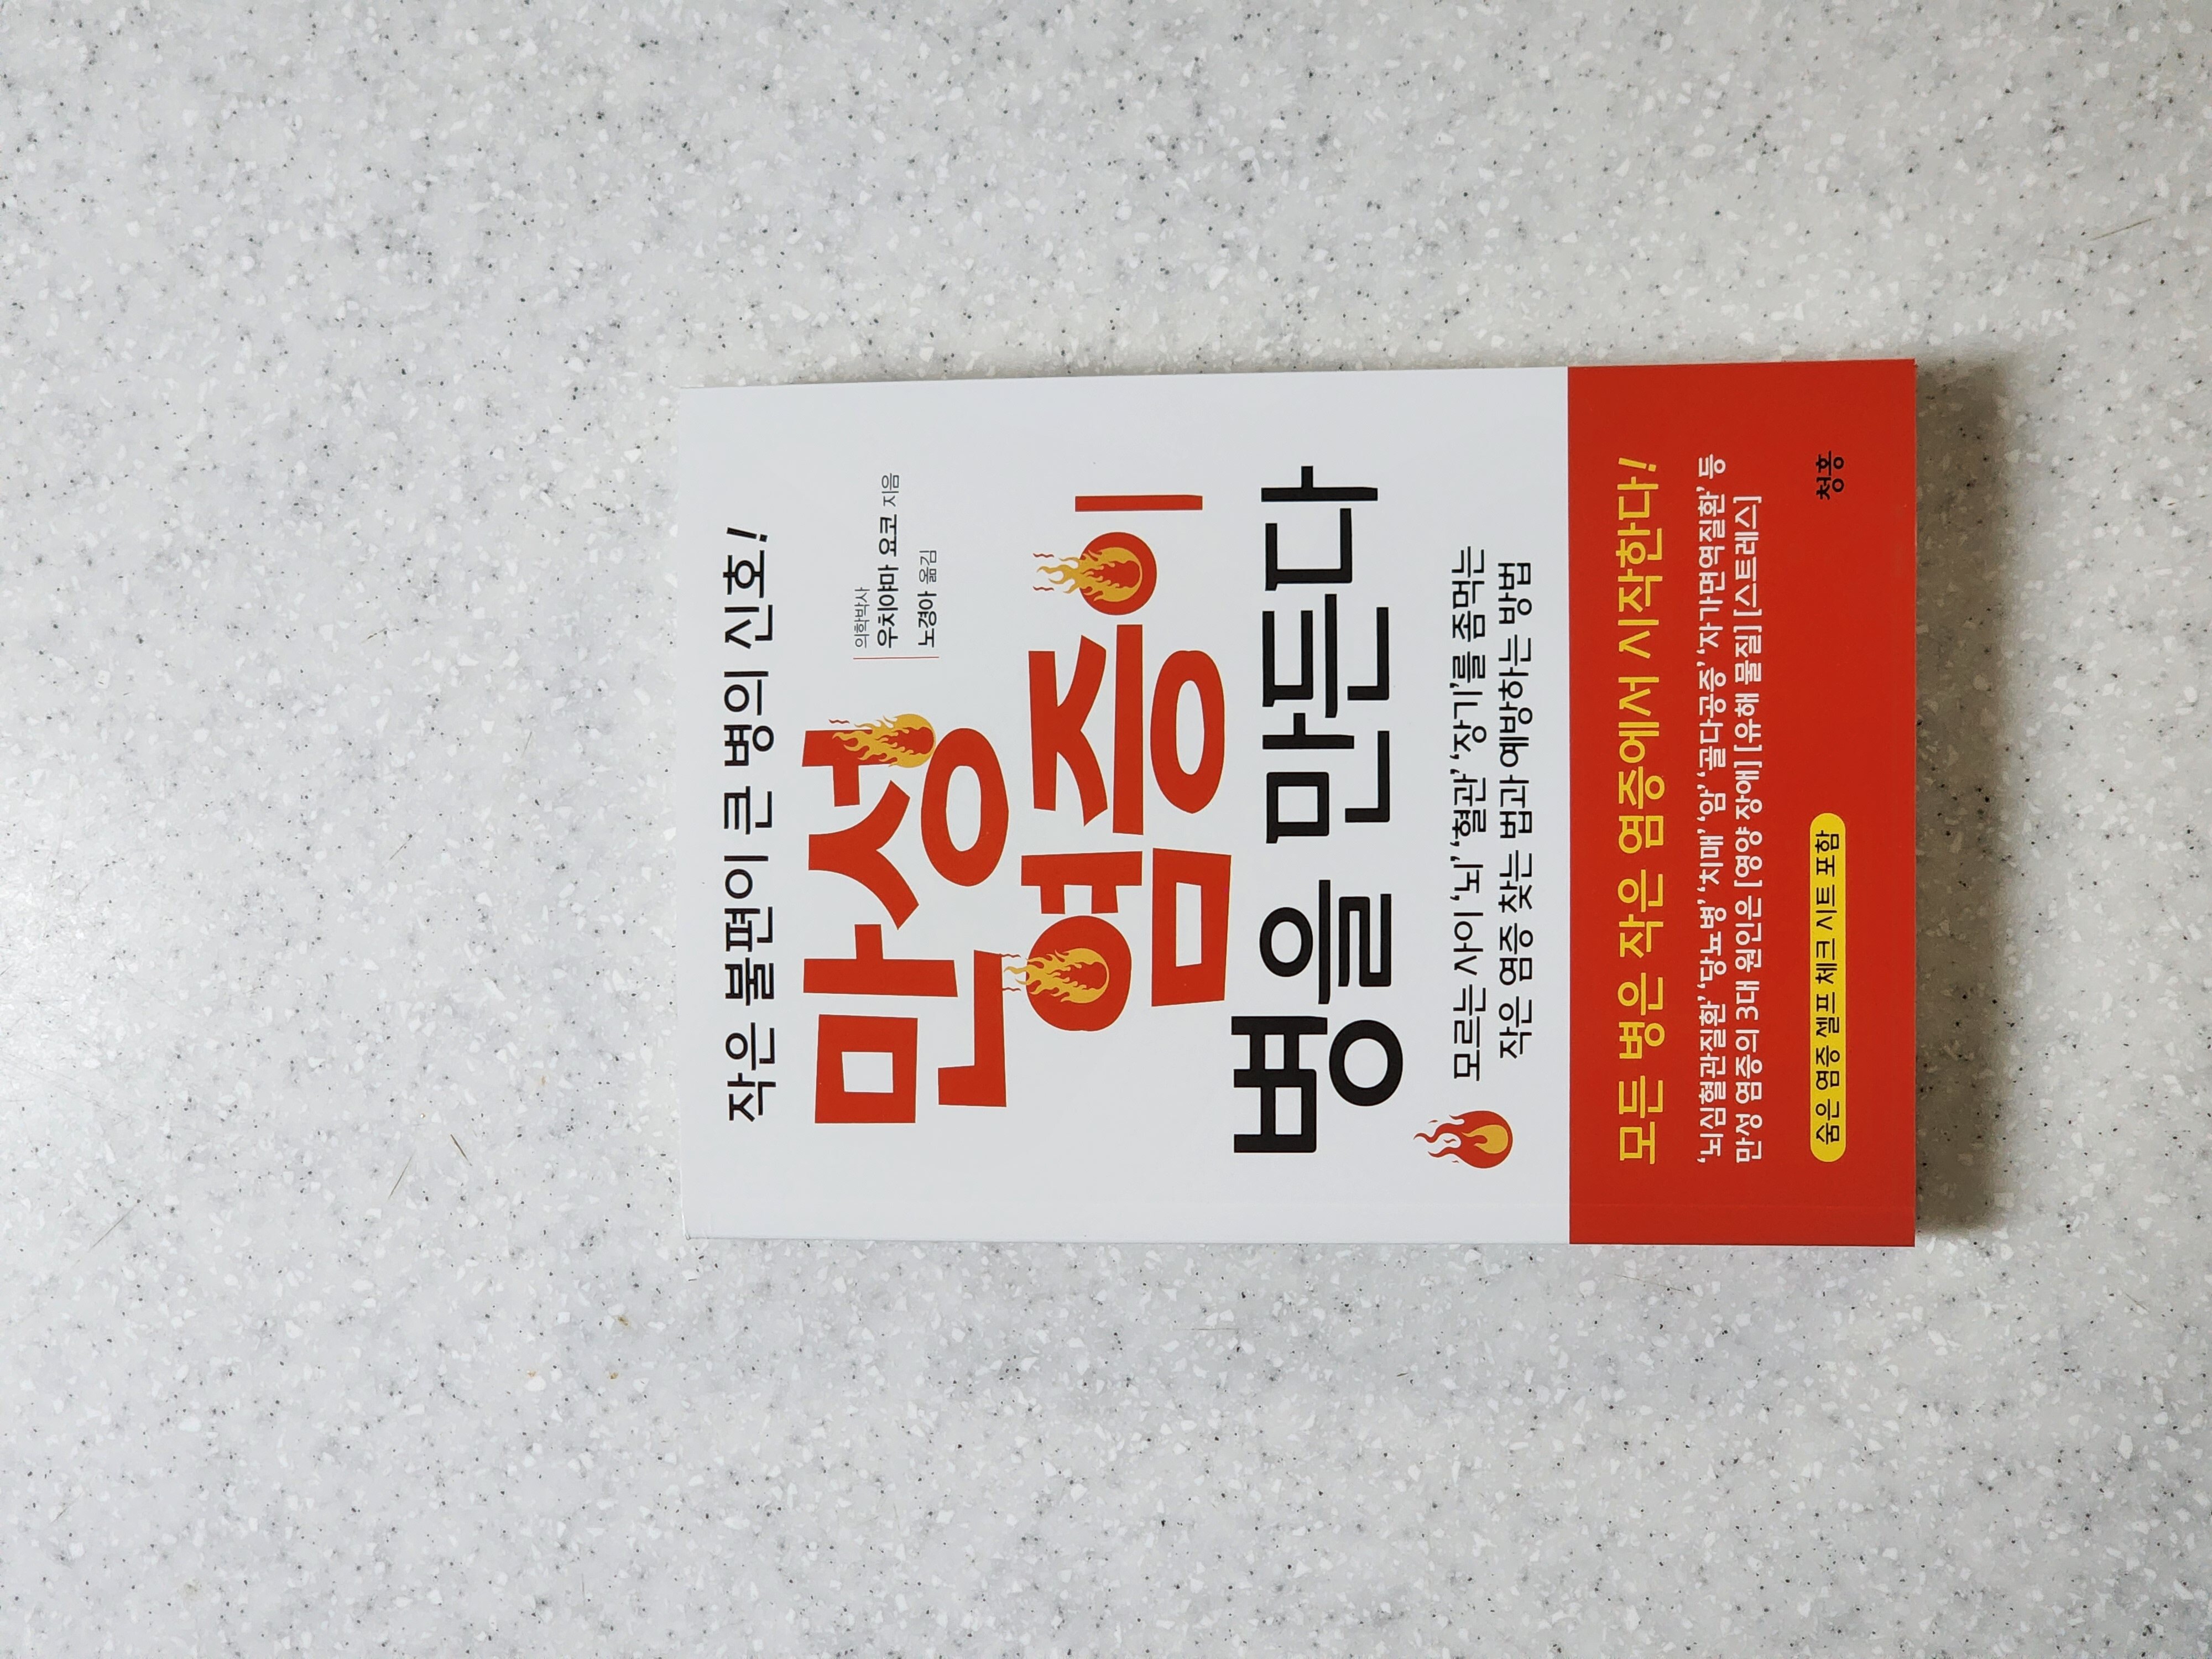 작은 불편이 큰 병의 신호!
의학박사
우치야마 요코 지음
노경아 옮김
만성
염증이
병을 만든다
모르는 사이 ‘뇌’ ‘혈관’ ‘장기’를 좀먹는
작은 염증 찾는 법과 예방하는 방법
모든 병은 작은 염증에서 시작한다!
‘뇌심혈관질환’ ‘당뇨병’ ‘치매’ ‘암’ ‘골다공증’ ‘자가면역질환’ 등
만성 염증의 3대 원인은 [영양 장애] [유해 물질] [스트레스]
숨은 염증 셀프 체크 시트 포함
청홍